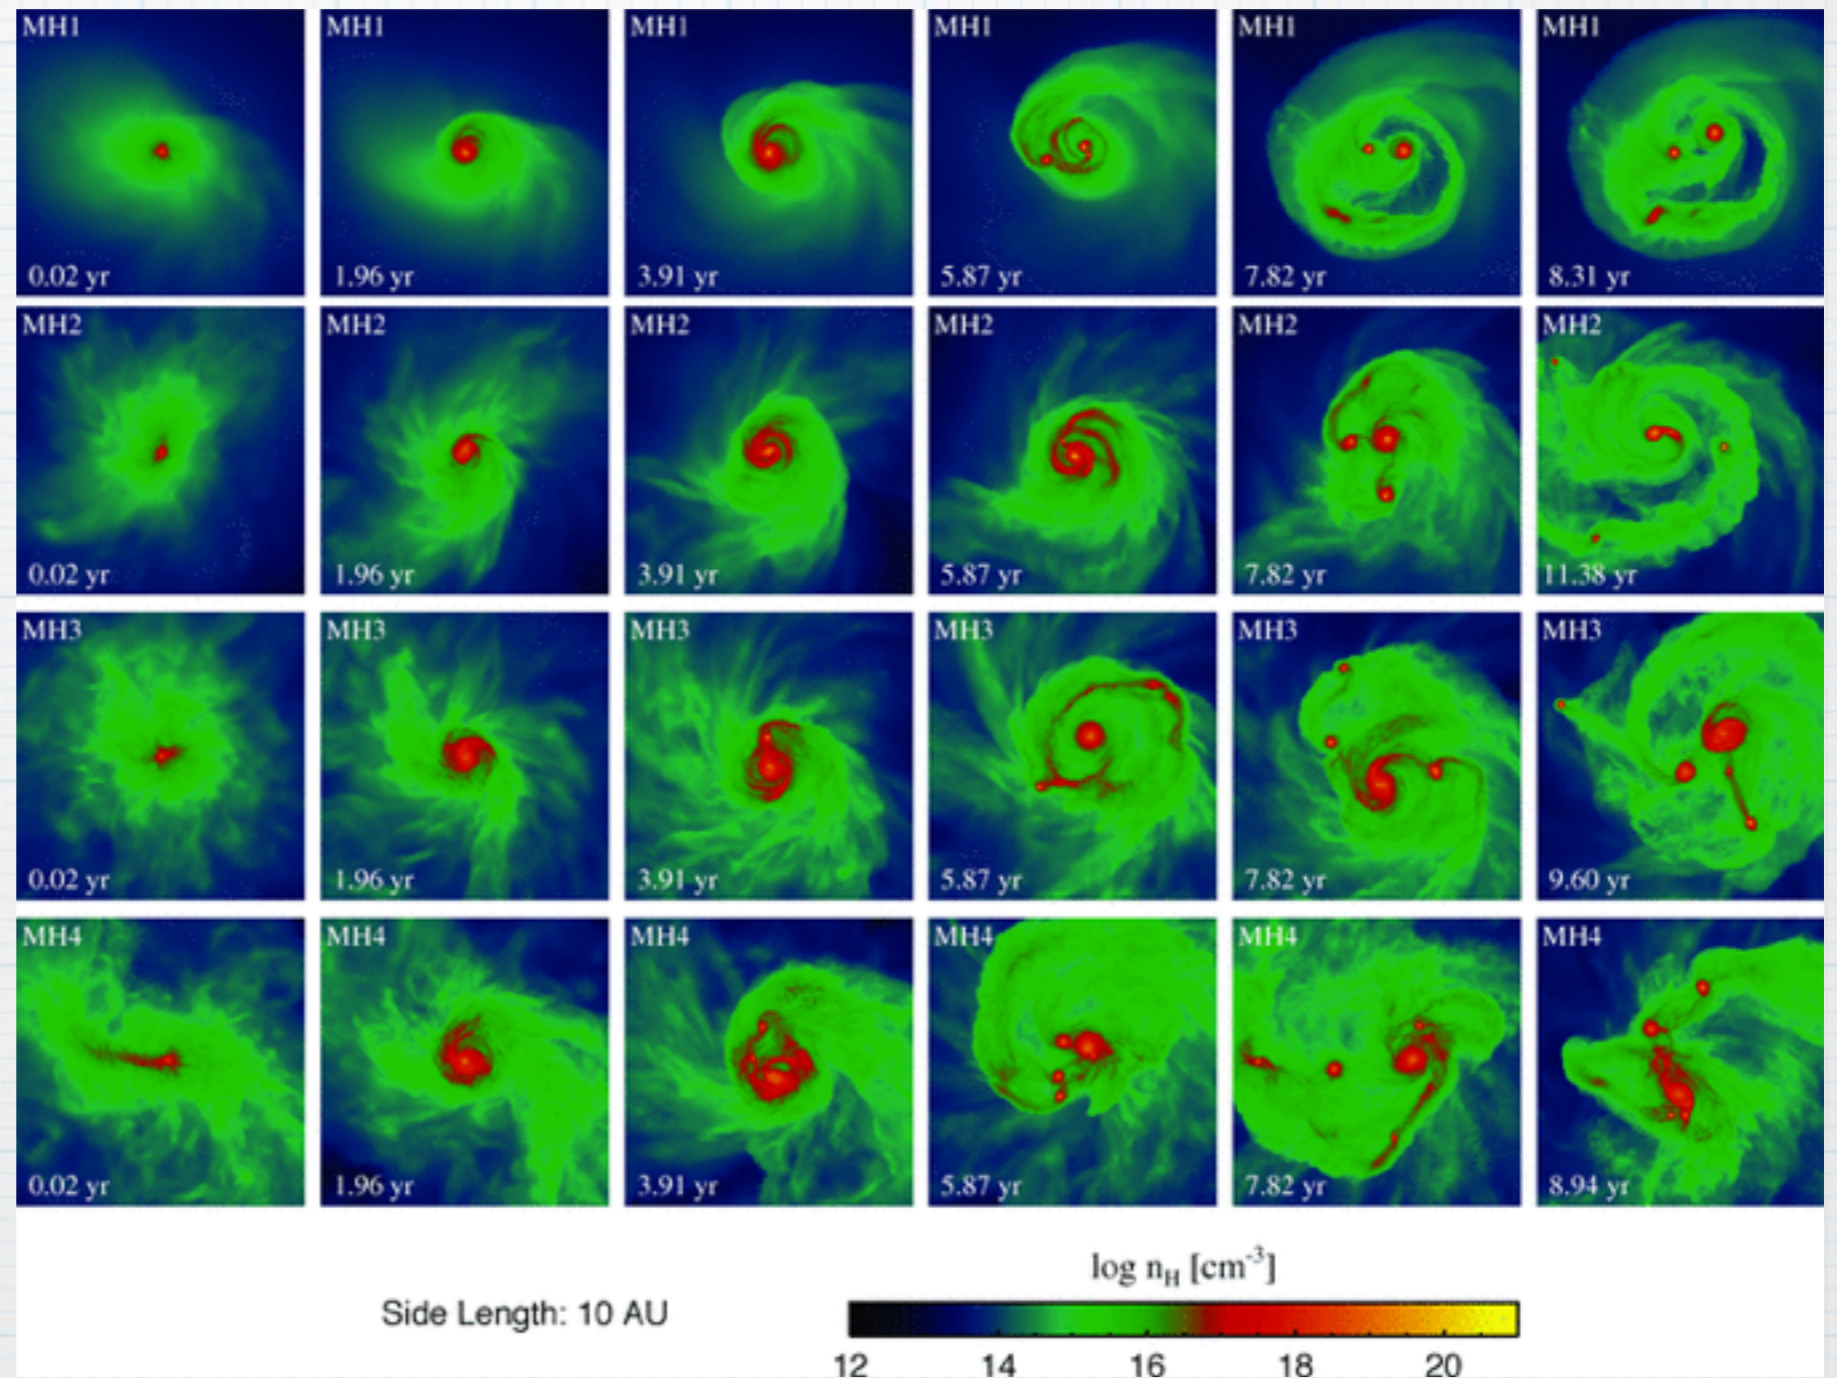 MH1 MH1 MH1 MH1 MH1 MH1
0.02 yr 1.96 yr 3.91 yr 5.87 yr 7.82 yr 8.31 yr
MH2 MH2 MH2 MH2 MH2 MH2
0.02 yr 1.96 yr 3.91 yr 5.87 yr 7.82 yr 11.38 yr
MH3 MH3 MH3 MH3 MH3 MH3
0.02 yr 1.96 yr 3.91 yr 5.87 yr 7.82 yr 9.60 yr
MH4 MH4 MH4 MH4 MH4 MH4
0.02 yr 1.96 yr 3.91 yr 5.87 yr 7.82 yr 8.94 yr
log n_H [cm^-3]
Side Length: 10 AU
12 14 16 18 20